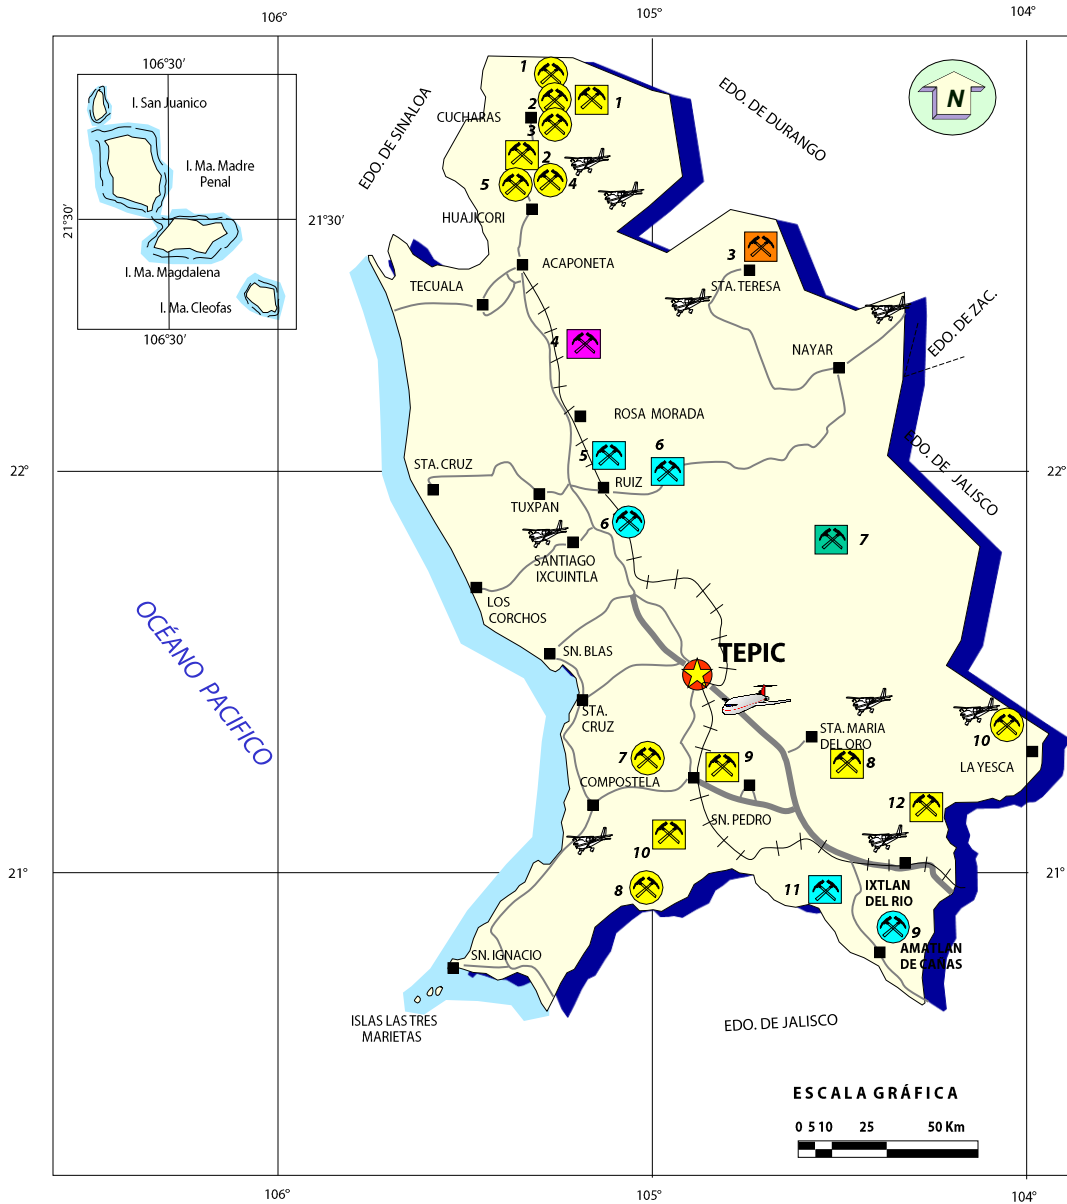 106°
105°
104°
106°30’
I. San Juanico
I. Ma. Madre
Penal
21°30’
21°30’
I. Ma. Magdalena
I. Ma. Cleofas
106°30’
EDO. DE SINALOA
EDO. DE DURANGO
N
1
2
1
CUCHARAS
3
2
5
4
HUAJICORI
3
ACAPONETA
TECUALA
STA. TERESA
EDO. DE ZAC.
4
NAYAR
ROSA MORADA
EDO. DE JALISCO
5
6
22°
22°
STA. CRUZ
RUIZ
TUXPAN
6
7
SANTIAGO
IXCUINTLA
LOS
CORCHOS
OCÉANO PACIFICO
SN. BLAS
TEPIC
STA.
CRUZ
STA. MARIA
DEL ORO
10
7
9
8
LA YESCA
COMPOSTELA
12
SN. PEDRO
10
21°
21°
8
11
IXTLAN
DEL RIO
9
AMATLAN
DE CAÑAS
SN. IGNACIO
ISLAS LAS TRES
MARIETAS
EDO. DE JALISCO
ESCALA GRÁFICA
0 5 10 25 50 Km
106°
105°
104°